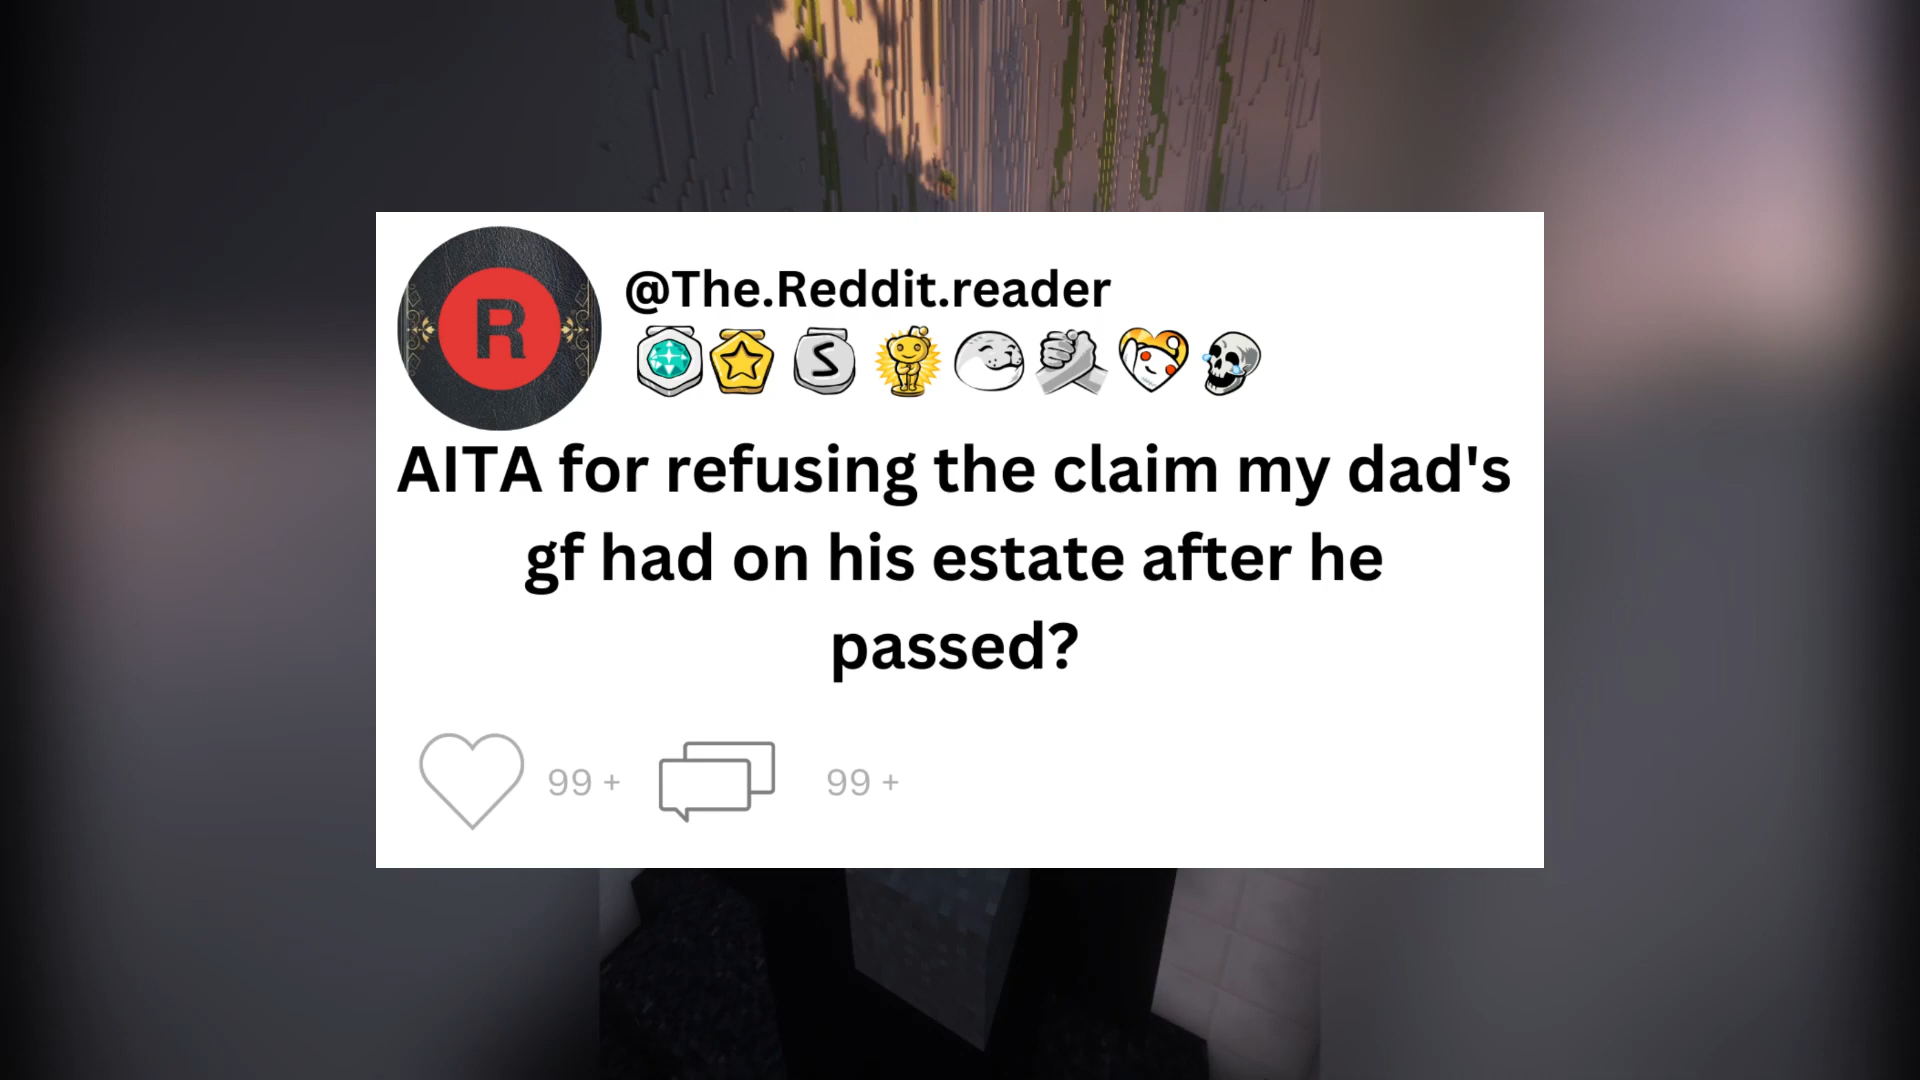 R
@The.Reddit.reader
S
AITA for refusing the claim my dad's
gf had on his estate after he
passed?
99 +
99 +